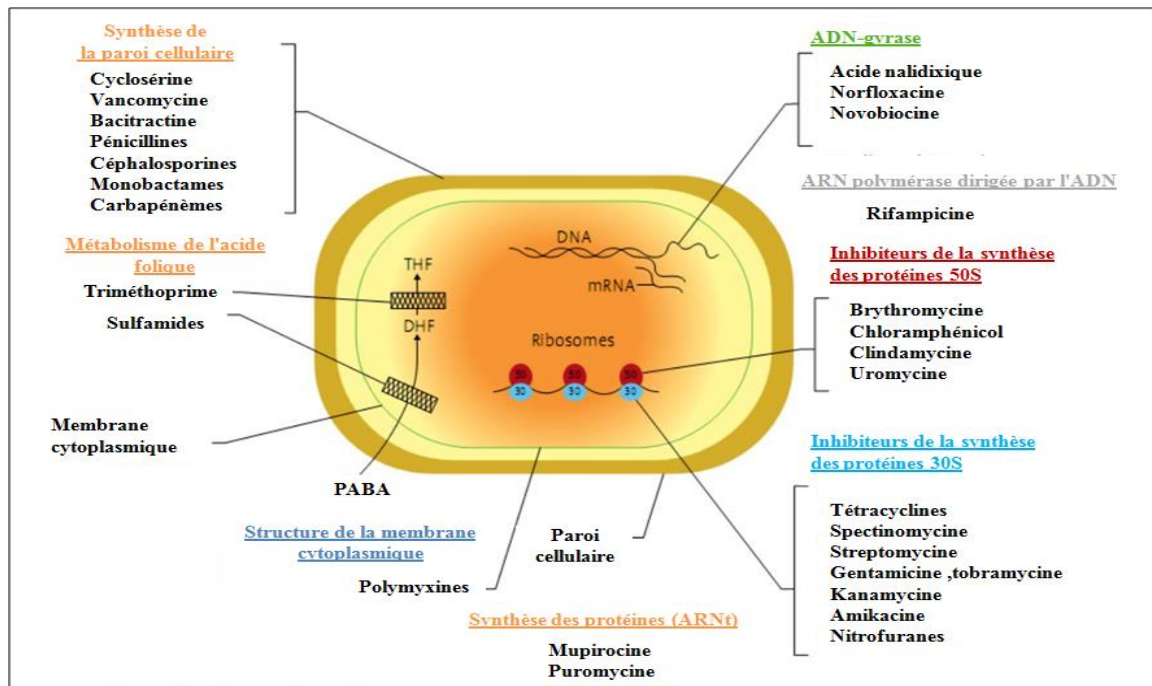 Synthèse de
la paroi cellulaire
Cyclosérine
Vancomycine
Bacitractine
Pénicillines
Céphalosporines
Monobactames
Carbapénèmes
Métabolisme de l'acide
folique
Triméthoprime
Sulfamides
Membrane
cytoplasmique
PABA
THF
DHF
DNA
mRNA
Ribosomes
50 50 50
30 30 30
Structure de la membrane
cytoplasmique
Polymyxines
Paroi
cellulaire
Synthèse des protéines (ARNt)
Mupirocine
Puromycine
ADN-gyrase
Acide nalidixique
Norfloxacine
Novobiocine
ARN polymérase dirigée par l'ADN
Rifampicine
Inhibiteurs de la synthèse
des protéines 50S
Brythromycine
Chloramphénicol
Clindamycine
Uromycine
Inhibiteurs de la synthèse
des protéines 30S
Tétracyclines
Spectinomycine
Streptomycine
Gentamicine ,tobramycine
Kanamycine
Amikacine
Nitrofuranes